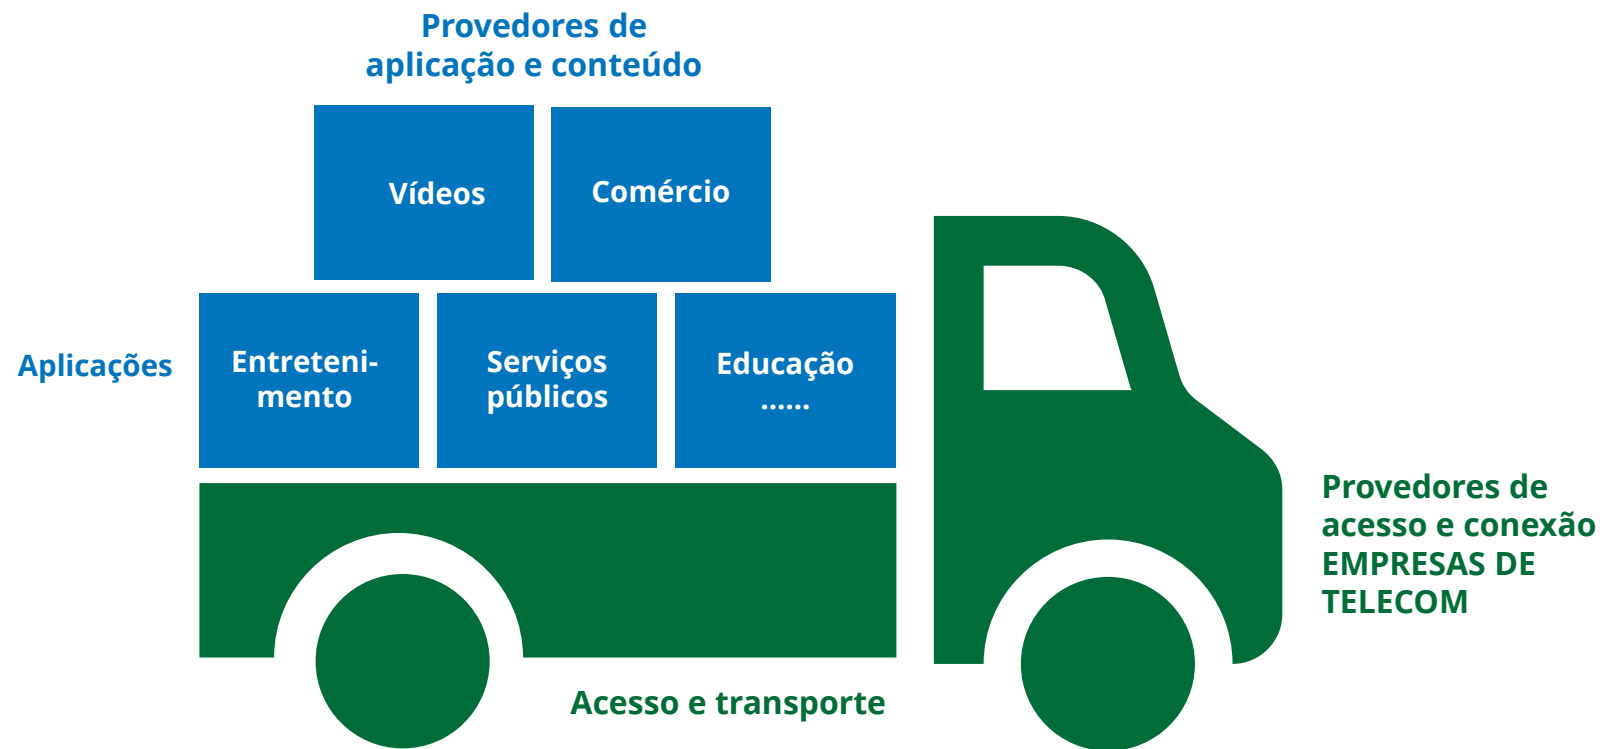 Provedores de
aplicação e conteúdo
Vídeos
Comércio
Aplicações
Entreteni-
mento
Serviços
públicos
Educação
......
Provedores de
acesso e conexão
EMPRESAS DE
TELECOM
Acesso e transporte